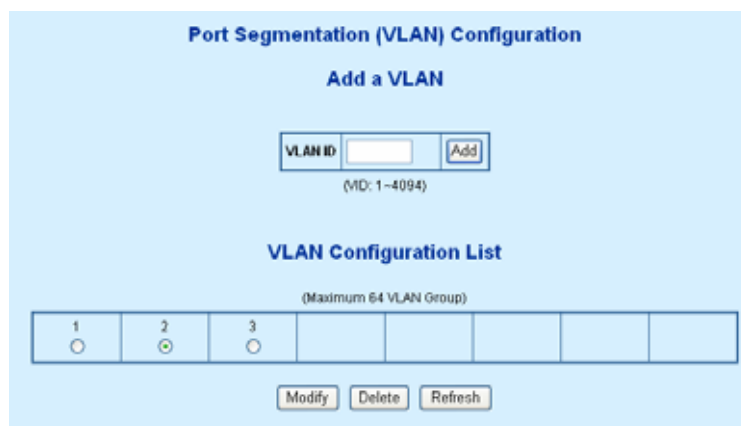 Port Segmentation (VLAN) Configuration
Add a VLAN
VLAN ID Add
(VID: 1~4094)
VLAN Configuration List
(Maximum 64 VLAN Group)
1 2 3
Modify Delete Refresh